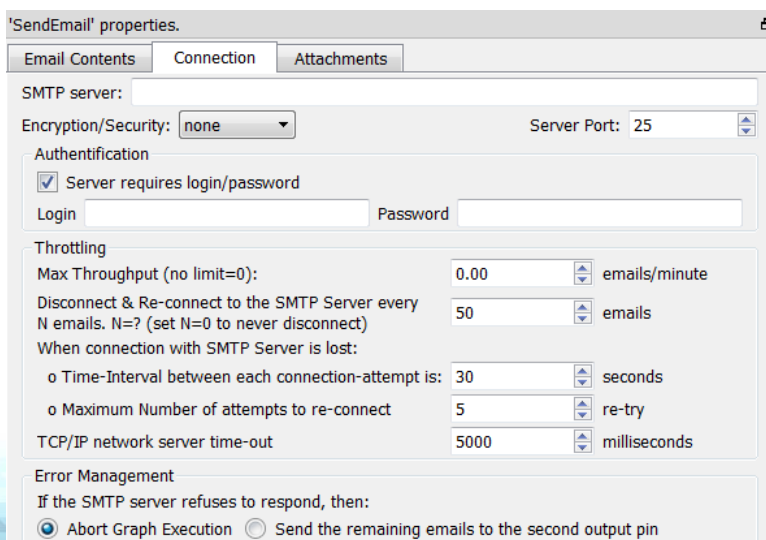 'SendEmail' properties.
Email Contents Connection Attachments
SMTP server:
Encryption/Security: none Server Port: 25
Authentification
Server requires login/password
Login Password
Throttling
Max Throughput (no limit=0): 0.00 emails/minute
Disconnect & Re-connect to the SMTP Server every
N emails. N=? (set N=0 to never disconnect) 50 emails
When connection with SMTP Server is lost:
o Time-Interval between each connection-attempt is: 30 seconds
o Maximum Number of attempts to re-connect 5 re-try
TCP/IP network server time-out 5000 milliseconds
Error Management
If the SMTP server refuses to respond, then:
Abort Graph Execution Send the remaining emails to the second output pin